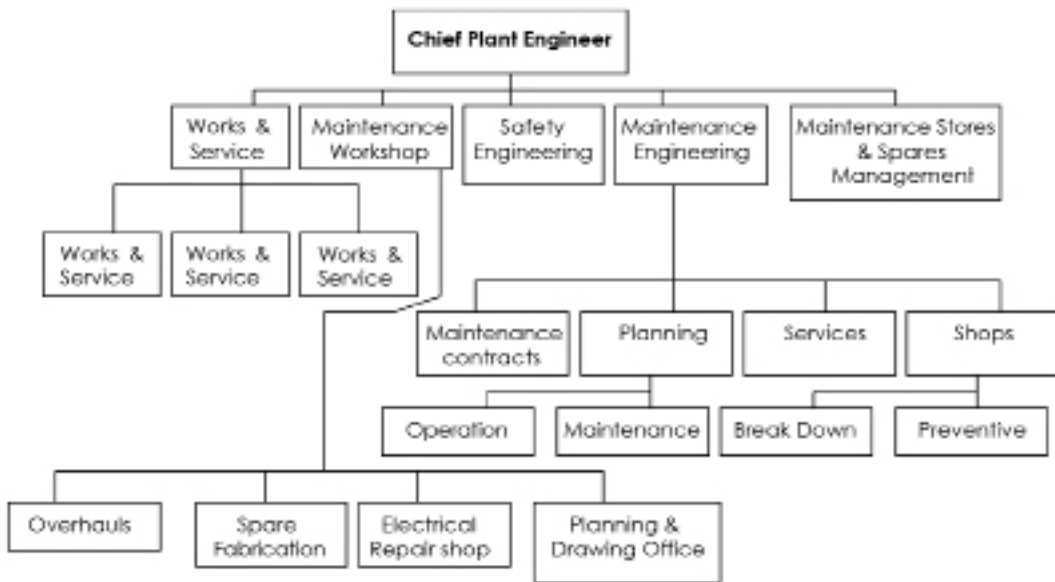 Chief Plant Engineer
Works &
Service
Maintenance
Workshop
Safety
Engineering
Maintenance
Engineering
Maintenance Stores
& Spares
Management
Works &
Service
Works &
Service
Works &
Service
Maintenance
contracts
Planning
Services
Shops
Operation
Maintenance
Break Down
Preventive
Overhauls
Spare
Fabrication
Electrical
Repair shop
Planning &
Drawing Office